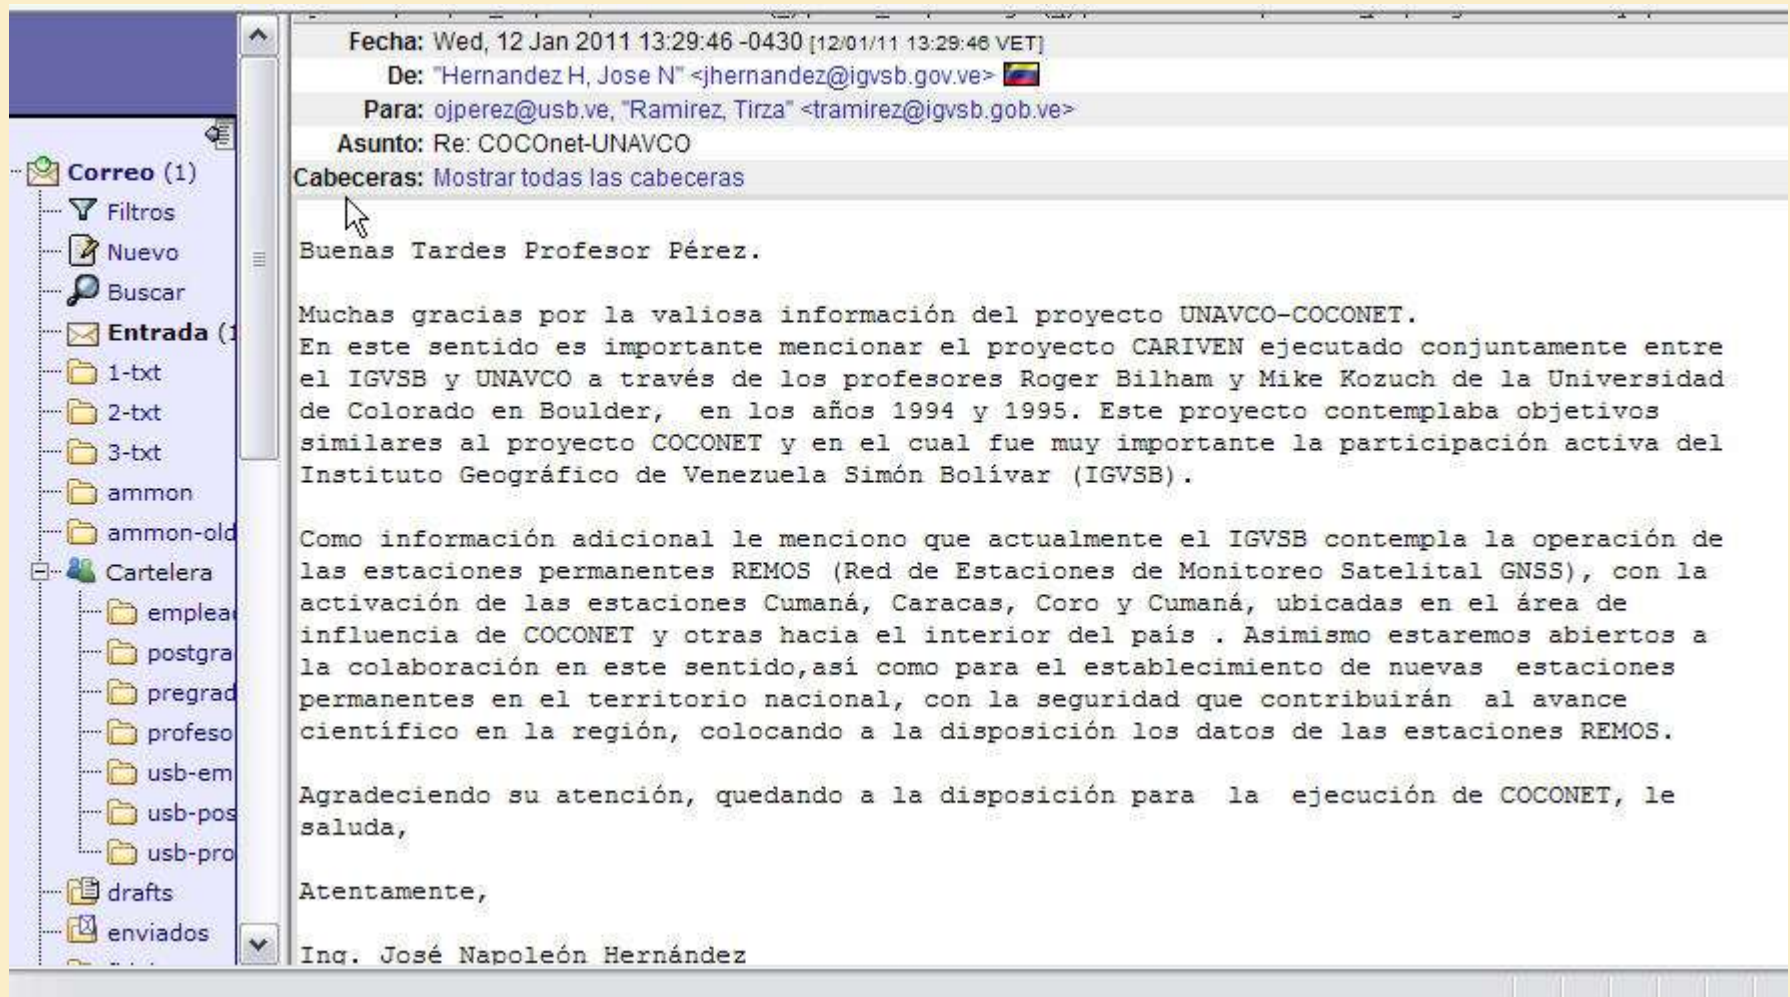 Fecha: Wed, 12 Jan 2011 13:29:46 -0430 [12/01/11 13:29:46 VET]
De: "Hernandez H, Jose N" <jhernandez@igvsb.gov.ve>
Para: ojperez@usb.ve, "Ramirez, Tirza" <tramirez@igvsb.gob.ve>
Asunto: Re: COCOnet-UNAVCO
Cabeceras: Mostrar todas las cabeceras
Correo (1)
Filtros
Nuevo
Buscar
Entrada (1
1-txt
2-txt
3-txt
ammon
ammon-old
Cartelera
emplea
postgra
pregrad
profeso
usb-em
usb-pos
usb-pro
drafts
enviados
Buenas Tardes Profesor Pérez.
Muchas gracias por la valiosa información del proyecto UNAVCO-COCONET.
En este sentido es importante mencionar el proyecto CARIVEN ejecutado conjuntamente entre
el IGVSB y UNAVCO a través de los profesores Roger Bilham y Mike Kozuch de la Universidad
de Colorado en Boulder,  en los años 1994 y 1995. Este proyecto contemplaba objetivos
similares al proyecto COCONET y en el cual fue muy importante la participación activa del
Instituto Geográfico de Venezuela Simón Bolívar (IGVSB).
Como información adicional le menciono que actualmente el IGVSB contempla la operación de
las estaciones permanentes REMOS (Red de Estaciones de Monitoreo Satelital GNSS), con la
activación de las estaciones Cumaná, Caracas, Coro y Cumaná, ubicadas en el área de
influencia de COCONET y otras hacia el interior del país . Asimismo estaremos abiertos a
la colaboración en este sentido,así como para el establecimiento de nuevas  estaciones
permanentes en el territorio nacional, con la seguridad que contribuirán  al avance
científico en la región, colocando a la disposición los datos de las estaciones REMOS.
Agradeciendo su atención, quedando a la disposición para  la  ejecución de COCONET, le
saluda,
Atentamente,
Ing. José Napoleón Hernández